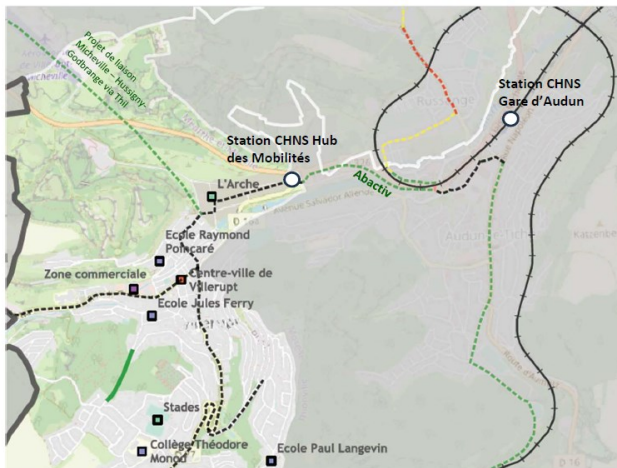 Projet de liaison
Micheville – Hussigny-
Godbrange via Thil
Station CHNS
Gare d'Audun
Station CHNS Hub
des Mobilités
Abactiv
L'Arche
Ecole Raymond
Poincaré
Zone commerciale
Centre-ville de
Villerupt
Ecole Jules Ferry
Stades
Collège Théodore
Monod
Ecole Paul Langevin
D 16